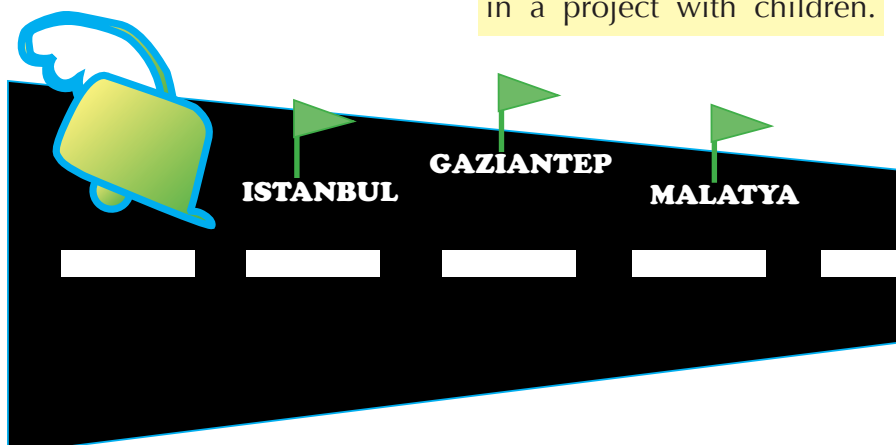 in a project with children.
ISTANBUL
GAZIANTEP
MALATYA